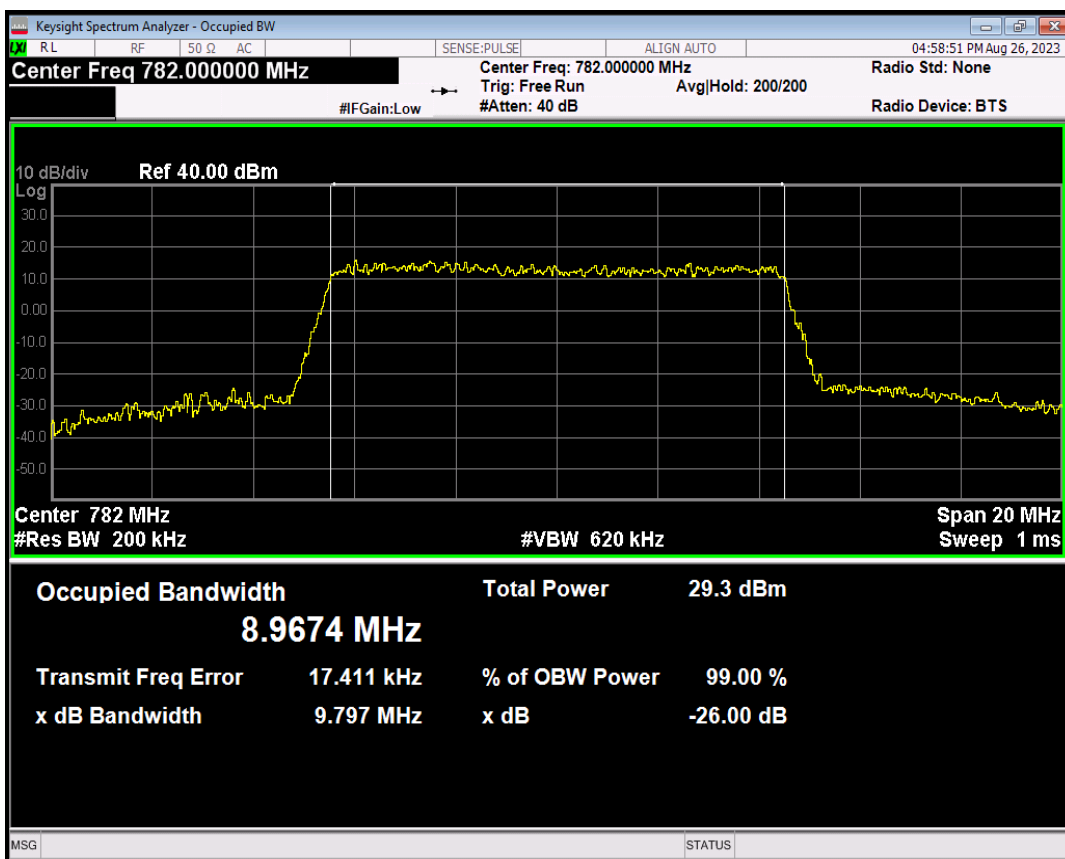 Keysight Spectrum Analyzer - Occupied BW
LXI RL RF 50 Ω AC SENSE:PULSE ALIGN AUTO 04:58:51 PM Aug 26, 2023
Center Freq 782.000000 MHz Center Freq: 782.000000 MHz Radio Std: None
Trig: Free Run Avg|Hold: 200/200
#IFGain:Low #Atten: 40 dB Radio Device: BTS
10 dB/div Ref 40.00 dBm
Log
30.0
20.0
10.0
0.00
-10.0
-20.0
-30.0
-40.0
-50.0
Center 782 MHz Span 20 MHz
#Res BW 200 kHz #VBW 620 kHz Sweep 1 ms
Occupied Bandwidth Total Power 29.3 dBm
8.9674 MHz
Transmit Freq Error 17.411 kHz % of OBW Power 99.00 %
x dB Bandwidth 9.797 MHz x dB -26.00 dB
MSG STATUS